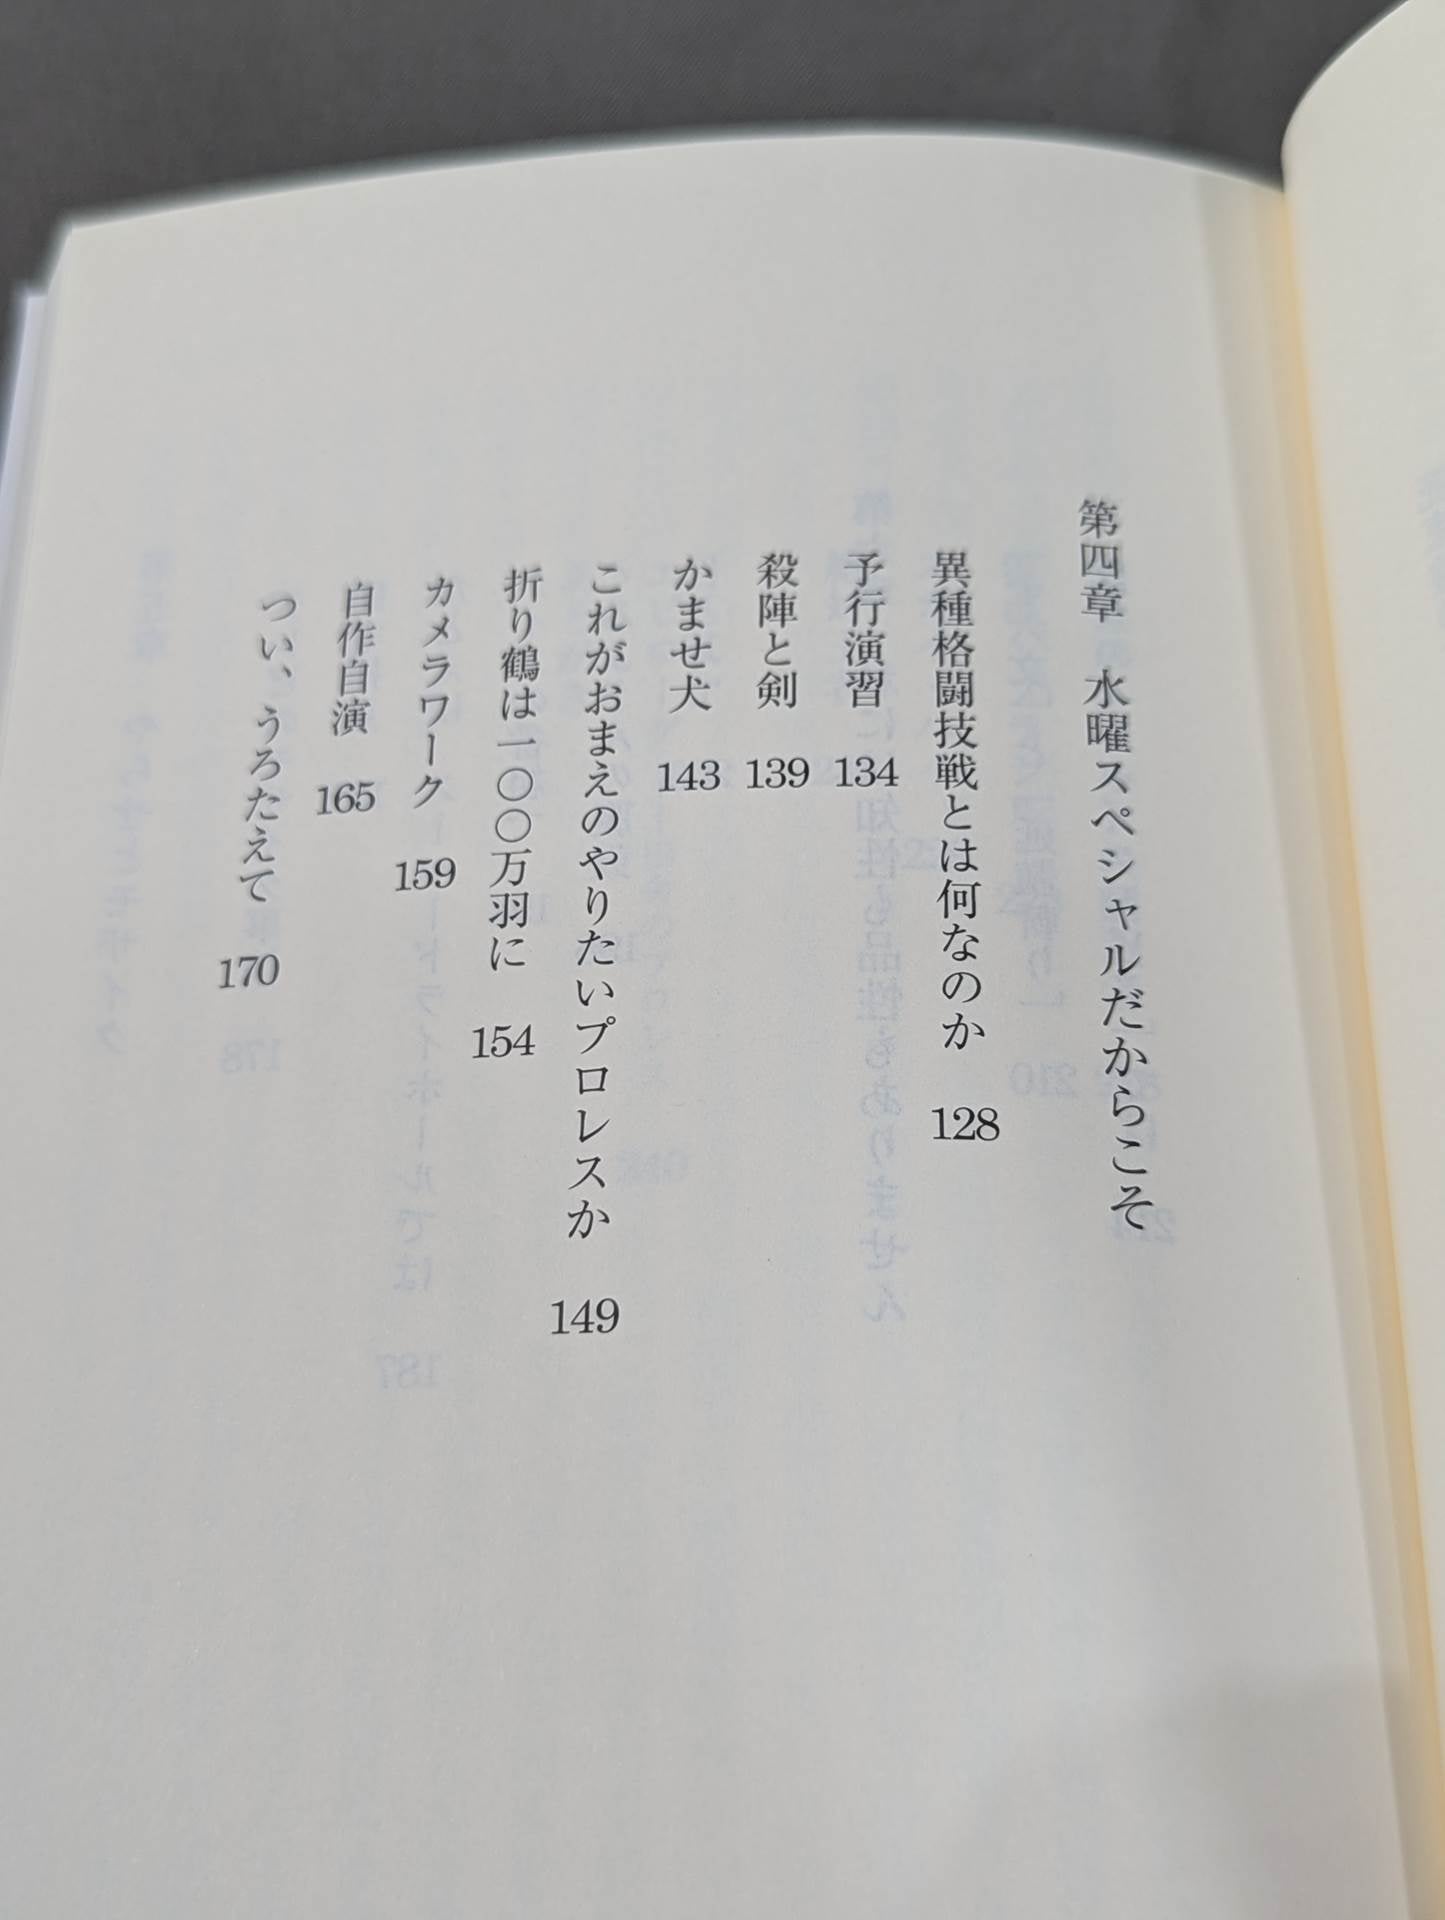 第四章　水曜スペシャルだからこそ
異種格闘技戦とは何なのか　128
予行演習　134
殺陣と剣　139
かませ犬　143
これがおまえのやりたいプロレスか　149
折り鶴は一〇〇万羽に　154
カメラワーク　159
自作自演　165
つい、うろたえて　170